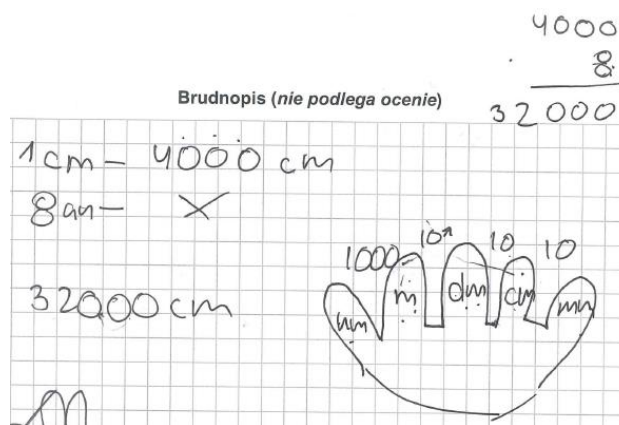 4000
· 8
32000
Brudnopis (nie podlega ocenie)
1cm – 4000 cm
8cm – X
1000 10 10 10
m dm cm mm
32000 cm